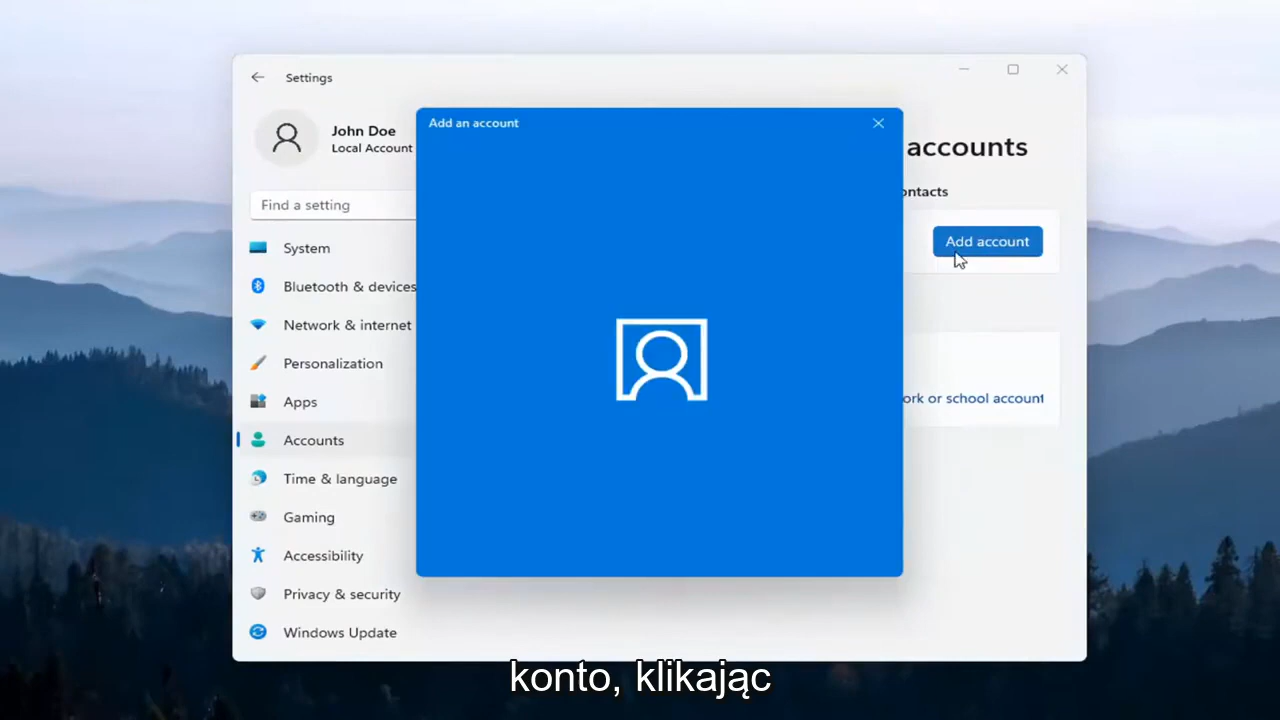 Settings
John Doe
Local Account
Find a setting
System
Bluetooth & devices
Network & internet
Personalization
Apps
Accounts
Time & language
Gaming
Accessibility
Privacy & security
Windows Update
Add an account
accounts
ontacts
Add account
ork or school account
konto, klikając